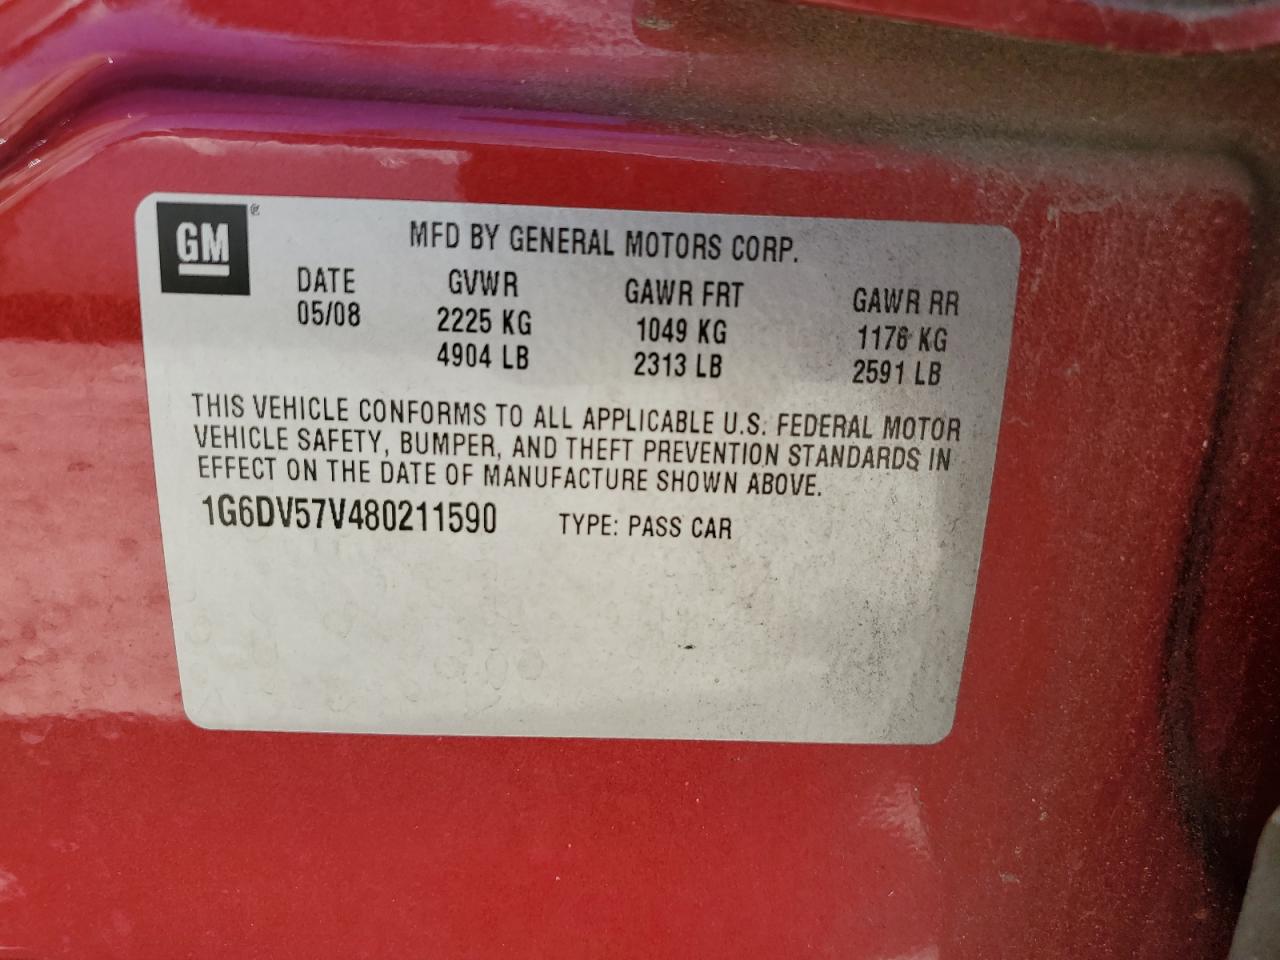 GM ®
MFD BY GENERAL MOTORS CORP.
DATE GVWR GAWR FRT GAWR RR
05/08 2225 KG 1049 KG 1176 KG
4904 LB 2313 LB 2591 LB
THIS VEHICLE CONFORMS TO ALL APPLICABLE U.S. FEDERAL MOTOR
VEHICLE SAFETY, BUMPER, AND THEFT PREVENTION STANDARDS IN
EFFECT ON THE DATE OF MANUFACTURE SHOWN ABOVE.
1G6DV57V480211590 TYPE: PASS CAR